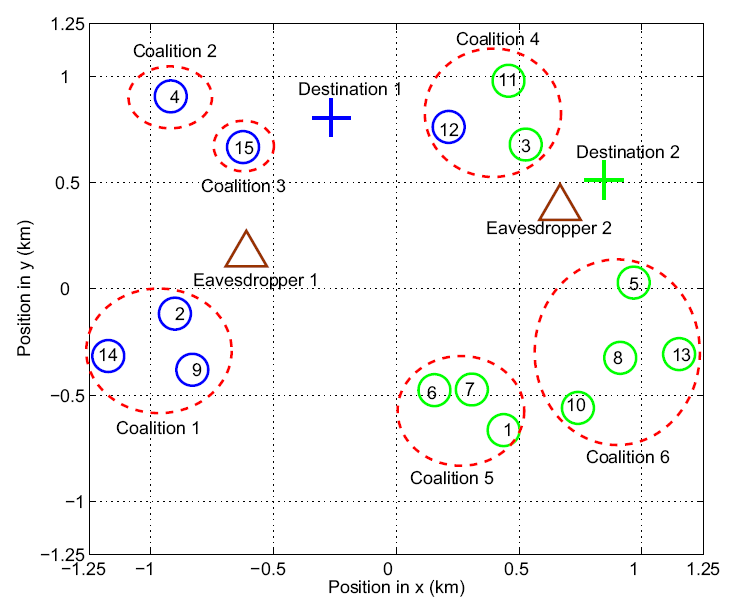 1.25
Coalition 2
Coalition 4
1
11
4
Destination 1
12
3
15
Destination 2
0.5
Coalition 3
Eavesdropper 2
Eavesdropper 1
Position in y (km)
0
5
2
14
8
13
9
6
7
10
−0.5
Coalition 1
1
Coalition 6
Coalition 5
−1
−1.25
−1.25
−1
−0.5
0
0.5
1
1.25
Position in x (km)